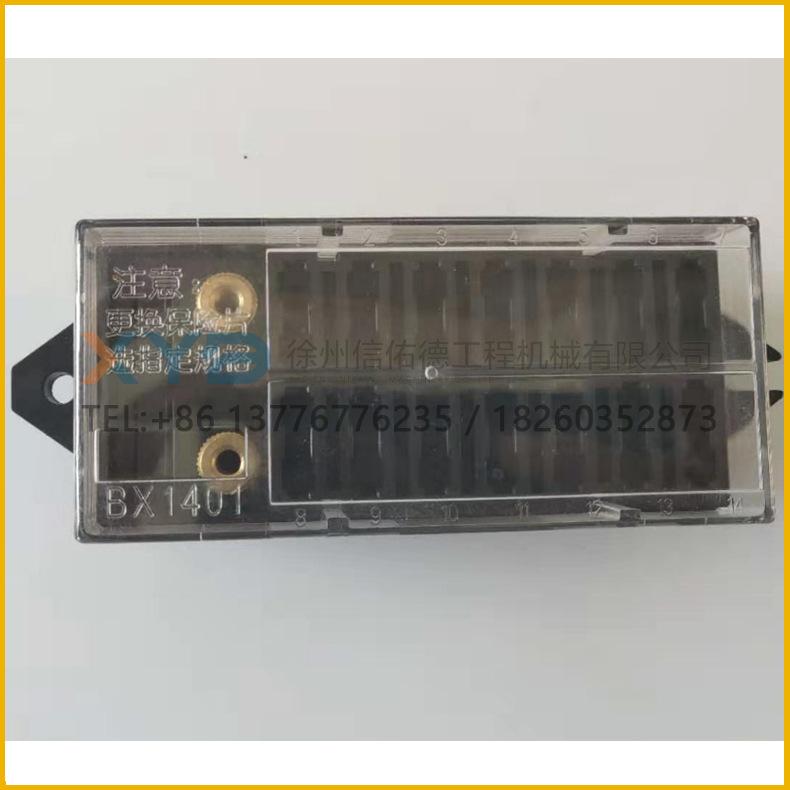 1 2 3 4 5 6 7
注意:
更换保险片
选指定规格
XYD 徐州信佑德工程机械有限公司
TEL:+86 13776776235 / 18260352873
BX1401
8 9 10 11 12 13 14